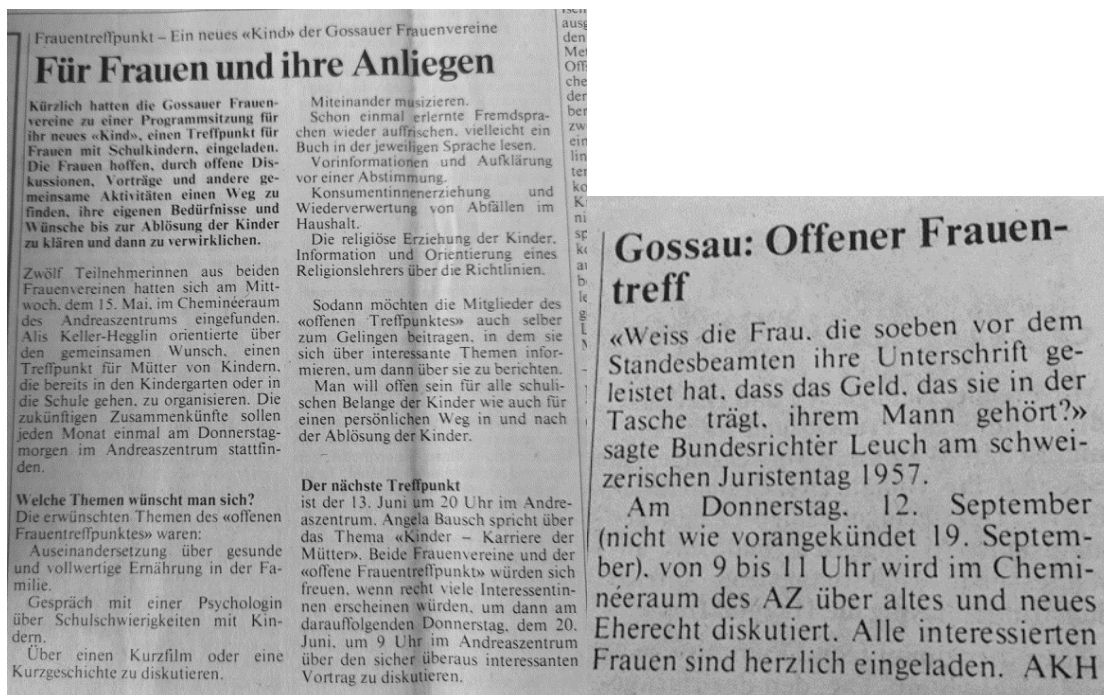 Frauentreffpunkt – Ein neues «Kind» der Gossauer Frauenvereine
Für Frauen und ihre Anliegen
Kürzlich hatten die Gossauer Frauen-
vereine zu einer Programmsitzung für
ihr neues «Kind», einen Treffpunkt für
Frauen mit Schulkindern, eingeladen.
Die Frauen hoffen, durch offene Dis-
kussionen, Vorträge und andere ge-
meinsame Aktivitäten einen Weg zu
finden, ihre eigenen Bedürfnisse und
Wünsche bis zur Ablösung der Kinder
zu klären und dann zu verwirklichen.
Zwölf Teilnehmerinnen aus beiden
Frauenvereinen hatten sich am Mitt-
woch, dem 15. Mai, im Cheminéeraum
des Andreaszentrums eingefunden.
Alis Keller-Hegglin orientierte über
den gemeinsamen Wunsch, einen
Treffpunkt für Mütter von Kindern,
die bereits in den Kindergarten oder in
die Schule gehen, zu organisieren. Die
zukünftigen Zusammenkünfte sollen
jeden Monat einmal am Donnerstag-
morgen im Andreaszentrum stattfin-
den.
Welche Themen wünscht man sich?
Die erwünschten Themen des «offenen
Frauentreffpunktes» waren:
Auseinandersetzung über gesunde
und vollwertige Ernährung in der Fa-
milie.
Gespräch mit einer Psychologin
über Schulschwierigkeiten mit Kin-
dern.
Über einen Kurzfilm oder eine
Kurzgeschichte zu diskutieren.
Miteinander musizieren.
Schon einmal erlernte Fremdspra-
chen wieder auffrischen, vielleicht ein
Buch in der jeweiligen Sprache lesen.
Vorinformationen und Aufklärung
vor einer Abstimmung.
Konsumentinnenerziehung und
Wiederverwertung von Abfällen im
Haushalt.
Die religiöse Erziehung der Kinder,
Information und Orientierung eines
Religionslehrers über die Richtlinien.
Sodann möchten die Mitglieder des
«offenen Treffpunktes» auch selber
zum Gelingen beitragen, in dem sie
sich über interessante Themen infor-
mieren, um dann über sie zu berichten.
Man will offen sein für alle schuli-
schen Belange der Kinder wie auch für
einen persönlichen Weg in und nach
der Ablösung der Kinder.
Der nächste Treffpunkt
ist der 13. Juni um 20 Uhr im Andre-
aszentrum. Angela Bausch spricht über
das Thema «Kinder – Karriere der
Mütter». Beide Frauenvereine und der
«offene Frauentreffpunkt» würden sich
freuen, wenn recht viele Interessentin-
nen erscheinen würden, um dann am
darauffolgenden Donnerstag, dem 20.
Juni, um 9 Uhr im Andreaszentrum
über den sicher überaus interessanten
Vortrag zu diskutieren.
Gossau: Offener Frauen-
treff
«Weiss die Frau, die soeben vor dem
Standesbeamten ihre Unterschrift ge-
leistet hat, dass das Geld, das sie in der
Tasche trägt, ihrem Mann gehört?»
sagte Bundesrichter Leuch am schwei-
zerischen Juristentag 1957.
Am Donnerstag, 12. September
(nicht wie vorangekündet 19. Septem-
ber), von 9 bis 11 Uhr wird im Chemi-
néeraum des AZ über altes und neues
Eherecht diskutiert. Alle interessierten
Frauen sind herzlich eingeladen. AKH